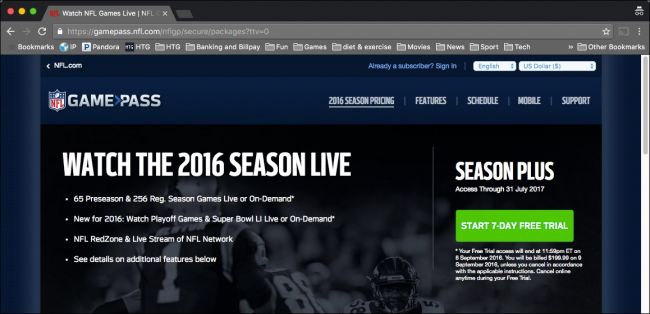 Watch NFL Games Live | NFL G
https://gamepass.nfl.com/nflgp/secure/packages?ttv=0
Bookmarks IP Pandora HTG HTG Banking and Billpay Fun Games diet & exercise Movies News Sport Tech » Other Bookmarks
NFL.com Already a subscriber? Sign in English US Dollar ($)
NFL GAME PASS 2016 SEASON PRICING FEATURES SCHEDULE MOBILE SUPPORT
WATCH THE 2016 SEASON LIVE
• 65 Preseason & 256 Reg. Season Games Live or On-Demand*
• New for 2016: Watch Playoff Games & Super Bowl LI Live or On-Demand*
• NFL RedZone & Live Stream of NFL Network
• See details on additional features below
SEASON PLUS
Access Through 31 July 2017
START 7-DAY FREE TRIAL
* Your Free Trial access will end at 11:59pm ET on
8 September 2016. You will be billed $199.99 on 9
September 2016, unless you cancel in accordance
with the applicable instructions. Cancel online
anytime during your Free Trial.